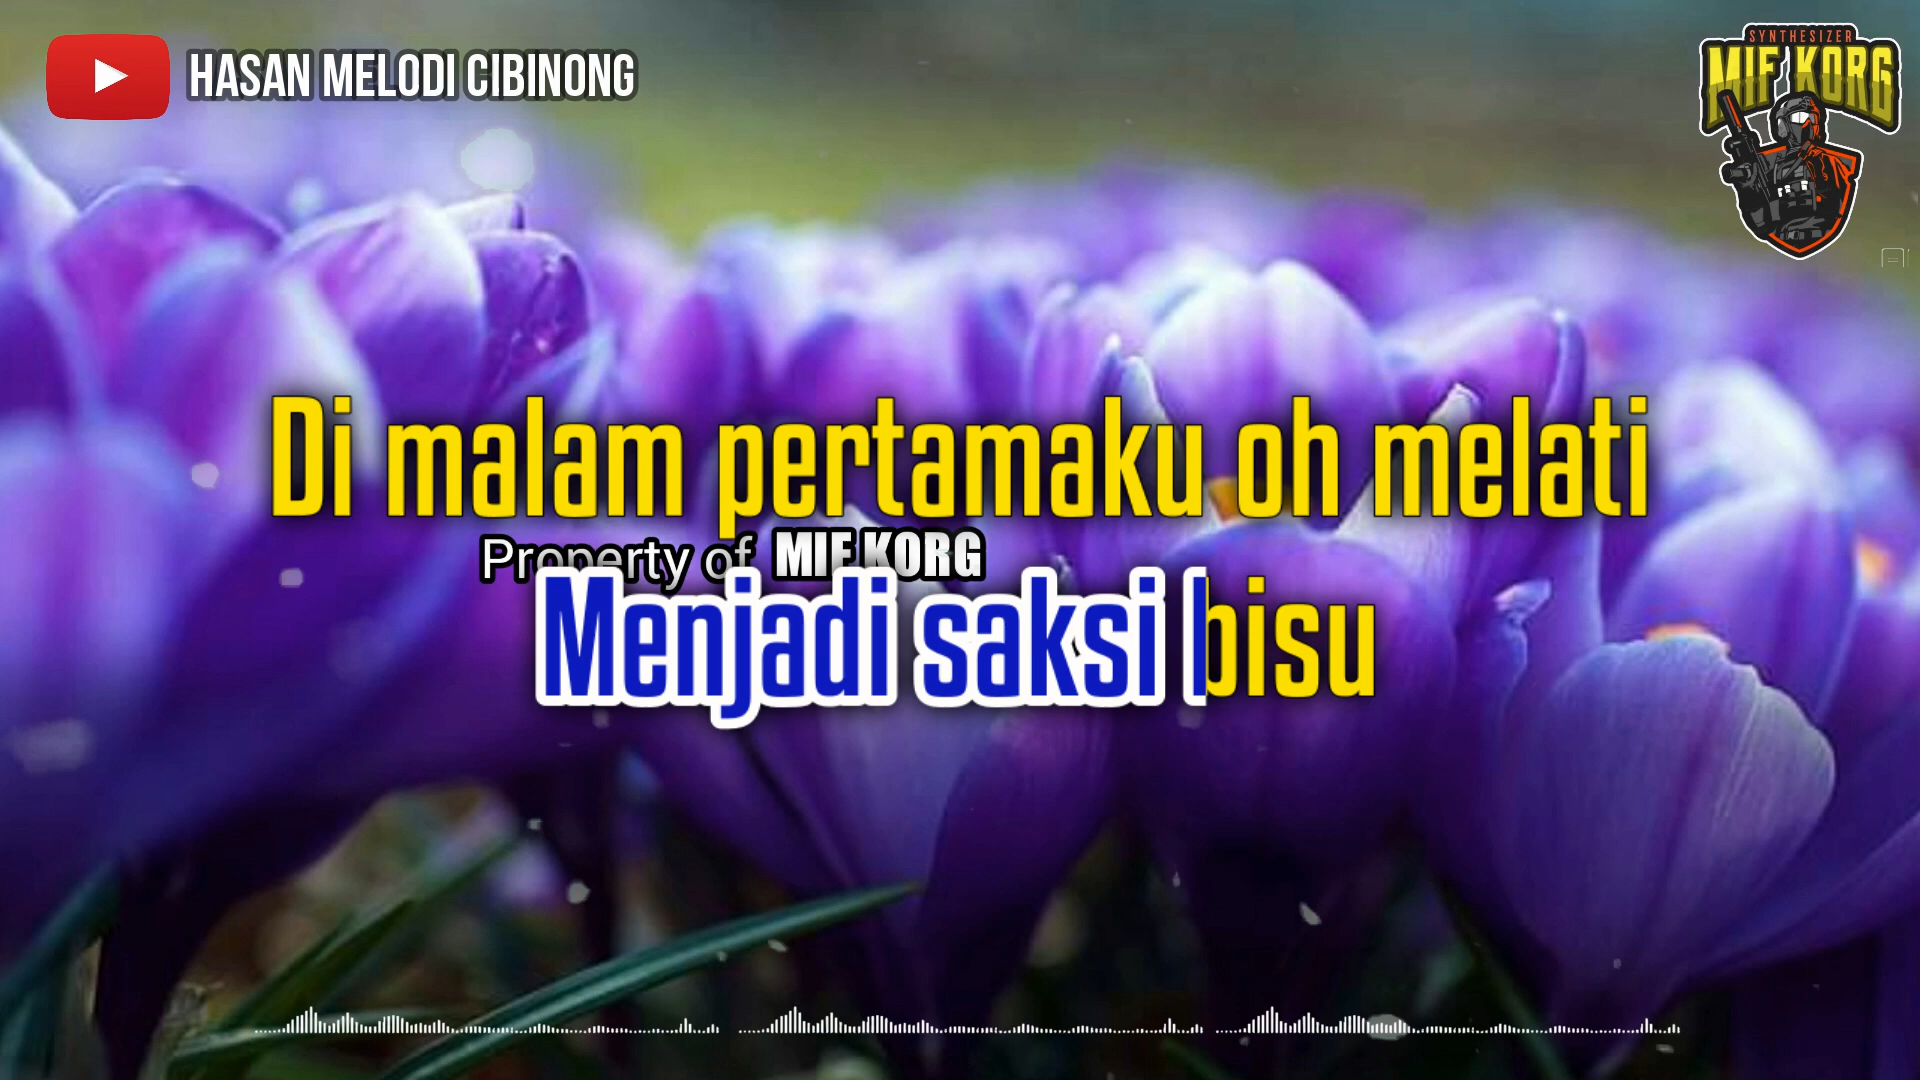 HASAN MELODI CIBINONG
SYNTHESIZER
MIF KORG
Di malam pertamaku oh melati
Property of MIF KORG
Menjadi saksi bisu